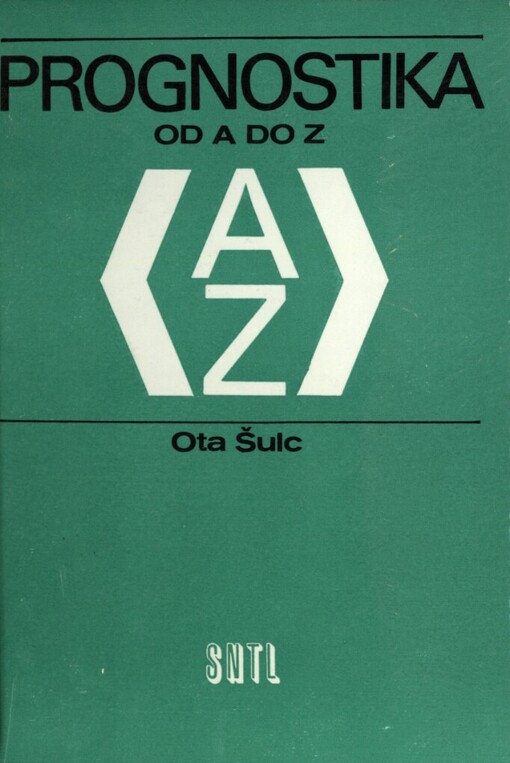 PROGNOSTIKA
OD A DO Z
A
Z
Ota Šulc
SNTL